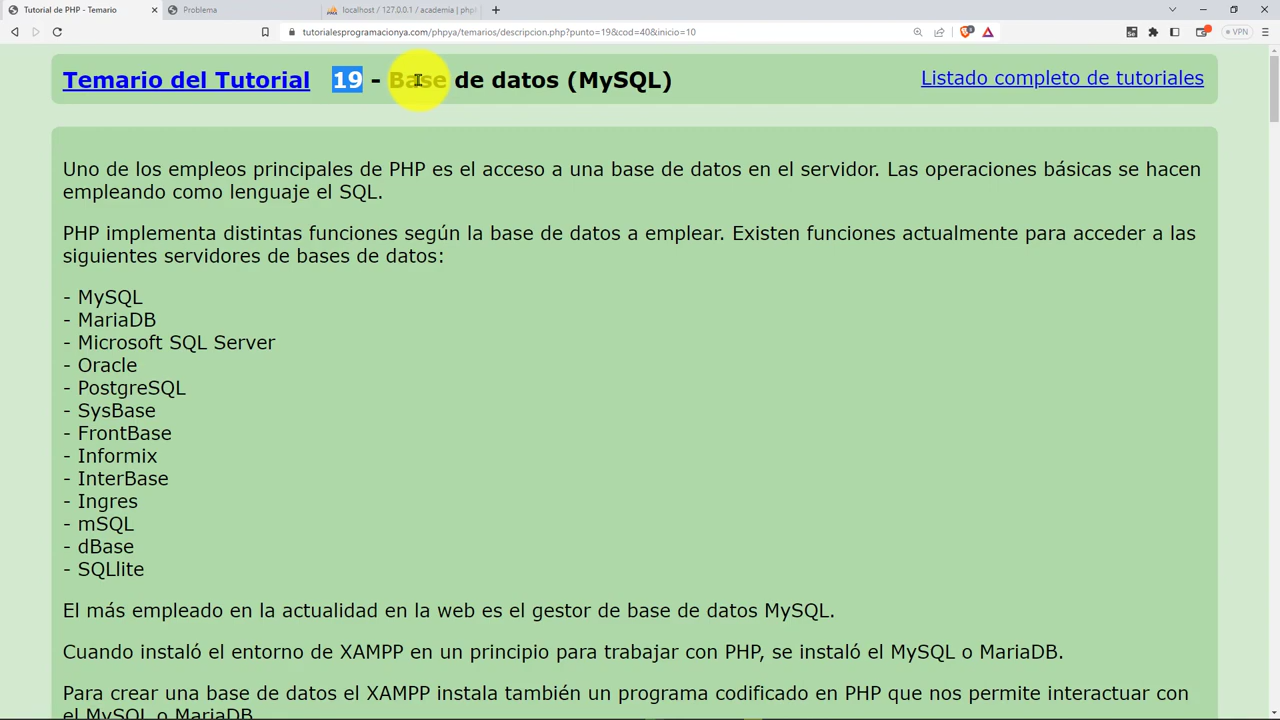 Tutorial de PHP - Temario
Problema
localhost / 127.0.0.1 / academia | php
tutorialesprogramacionya.com/phpya/temarios/descripcion.php?punto=19&cod=40&inicio=10
VPN
Temario del Tutorial 19 - Base de datos (MySQL)
Listado completo de tutoriales
Uno de los empleos principales de PHP es el acceso a una base de datos en el servidor. Las operaciones básicas se hacen
empleando como lenguaje el SQL.
PHP implementa distintas funciones según la base de datos a emplear. Existen funciones actualmente para acceder a las
siguientes servidores de bases de datos:
- MySQL
- MariaDB
- Microsoft SQL Server
- Oracle
- PostgreSQL
- SysBase
- FrontBase
- Informix
- InterBase
- Ingres
- mSQL
- dBase
- SQLlite
El más empleado en la actualidad en la web es el gestor de base de datos MySQL.
Cuando instaló el entorno de XAMPP en un principio para trabajar con PHP, se instaló el MySQL o MariaDB.
Para crear una base de datos el XAMPP instala también un programa codificado en PHP que nos permite interactuar con
el MySQL o MariaDB.